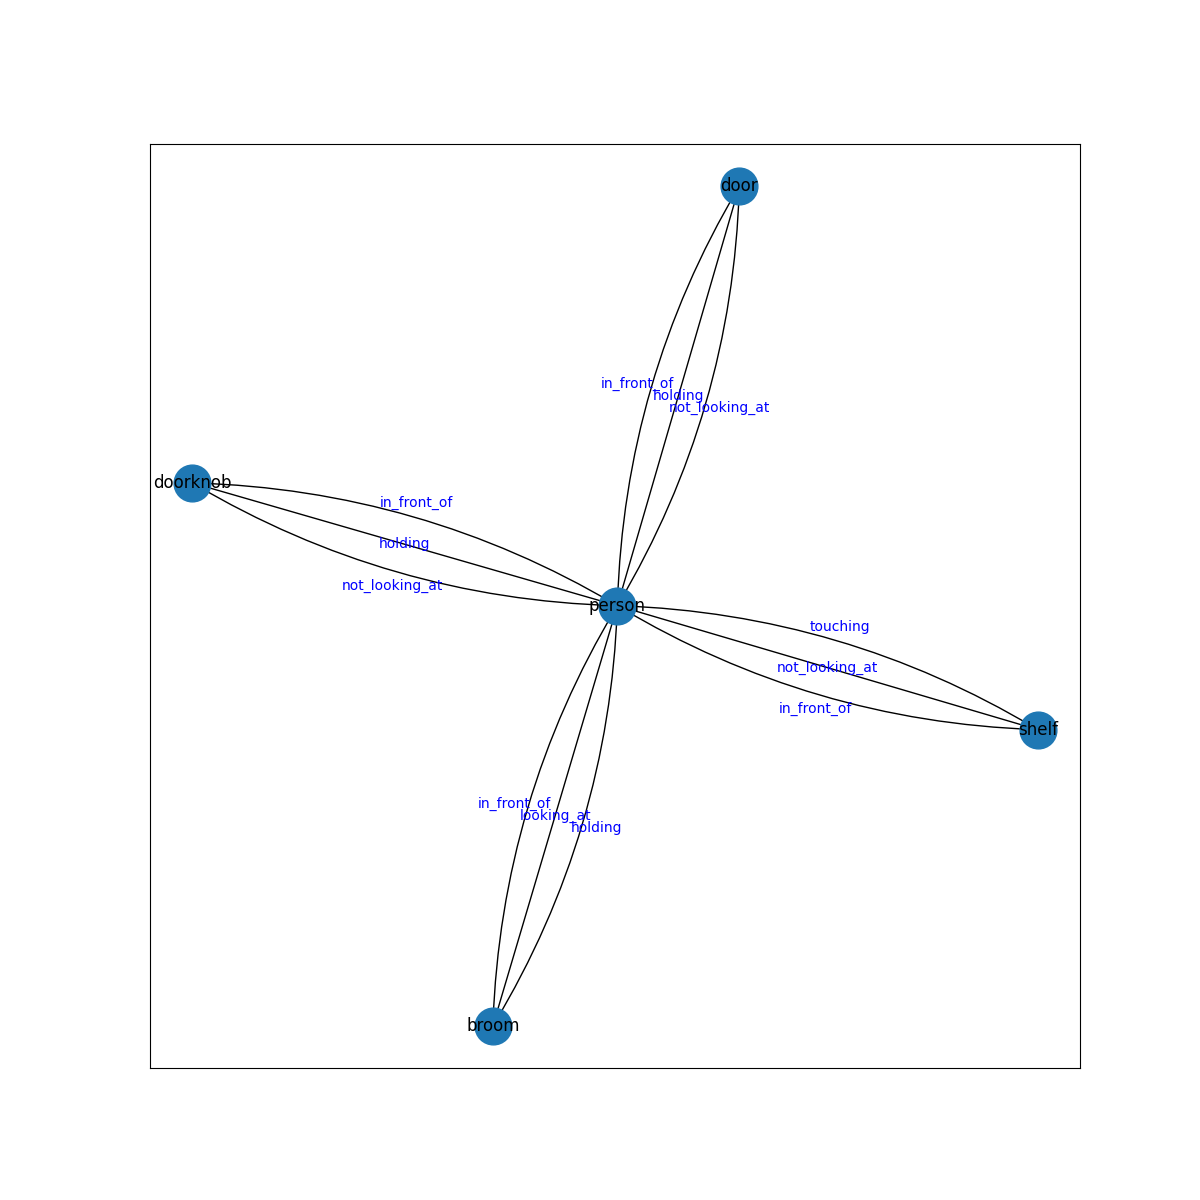 door
in_front_of
holding
not_looking_at
doorknob
in_front_of
holding
not_looking_at
person
touching
not_looking_at
in_front_of
shelf
in_front_of
looking_at
holding
broom